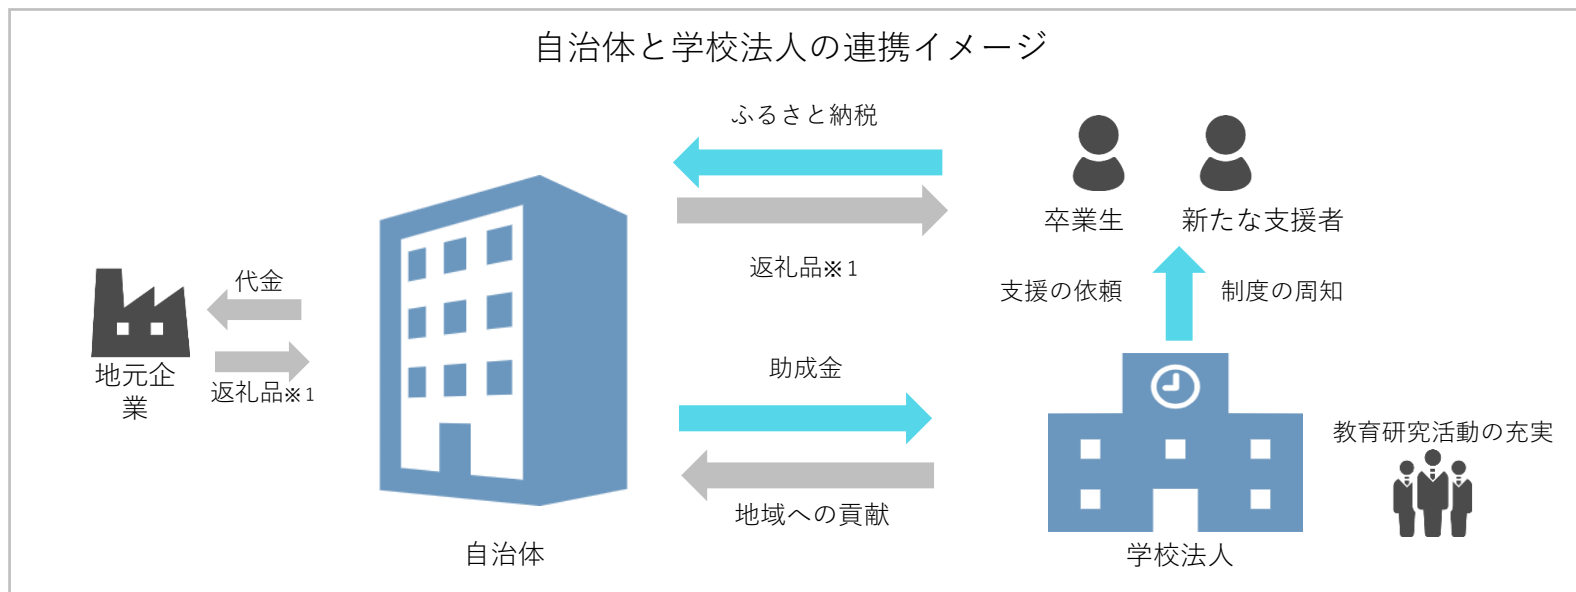 自治体と学校法人の連携イメージ
ふるさと納税
返礼品※1
卒業生
新たな支援者
支援の依頼
制度の周知
代金
返礼品※1
地元企
業
助成金
地域への貢献
教育研究活動の充実
自治体
学校法人